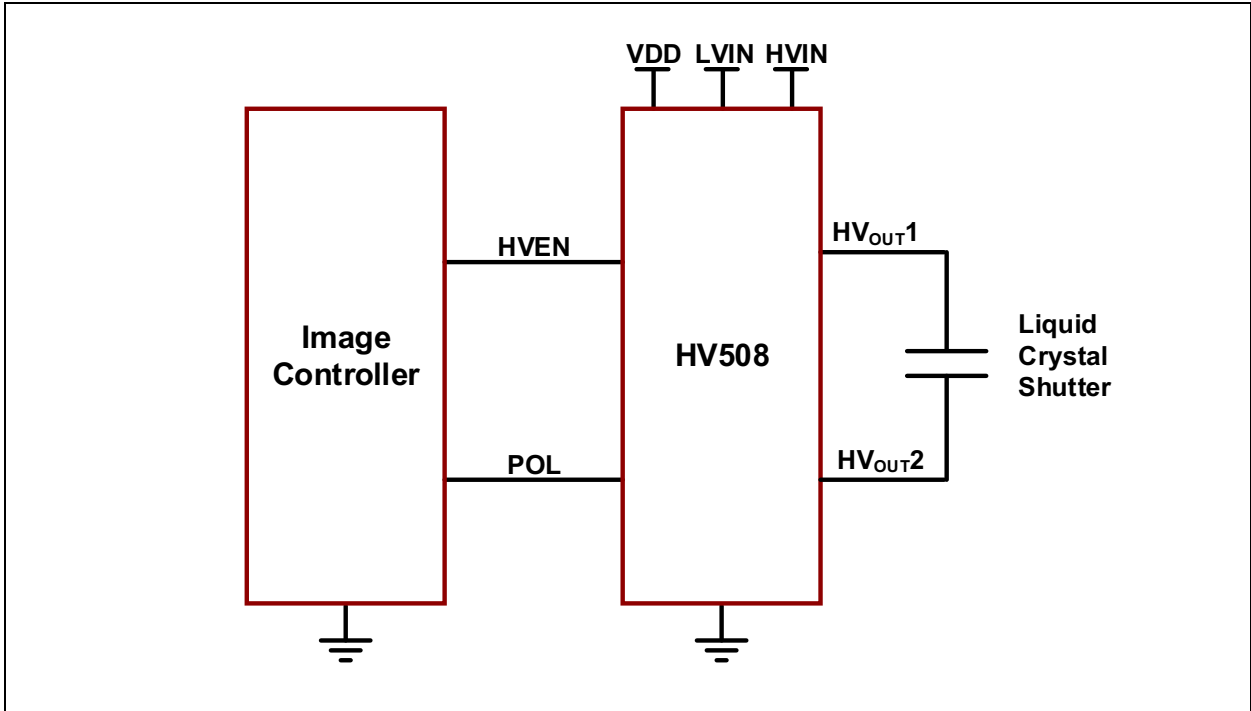 VDD LVIN HVIN
HVEN
POL
Image
Controller
HV508
HVOUT1
HVOUT2
Liquid
Crystal
Shutter